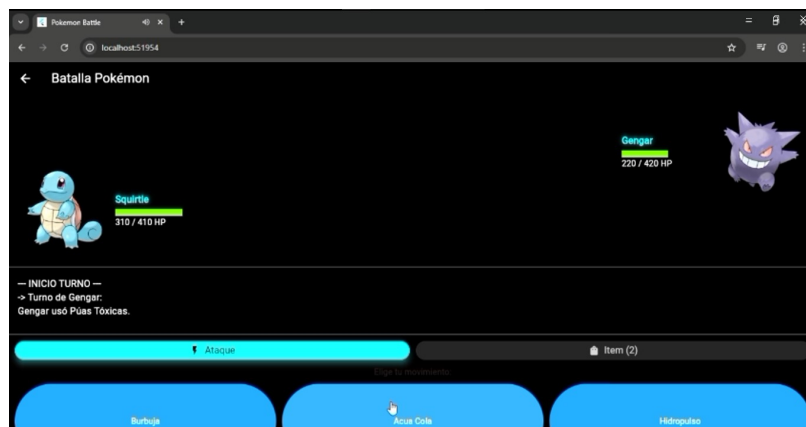 Pokemon Battle
localhost:51954
Batalla Pokémon
Gengar
220 / 420 HP
Squirtle
310 / 410 HP
— INICIO TURNO —
-> Turno de Gengar:
Gengar usó Púas Tóxicas.
Ataque
Item (2)
Elige tu movimiento.
Burbuja
Acua Cola
Hidropulso